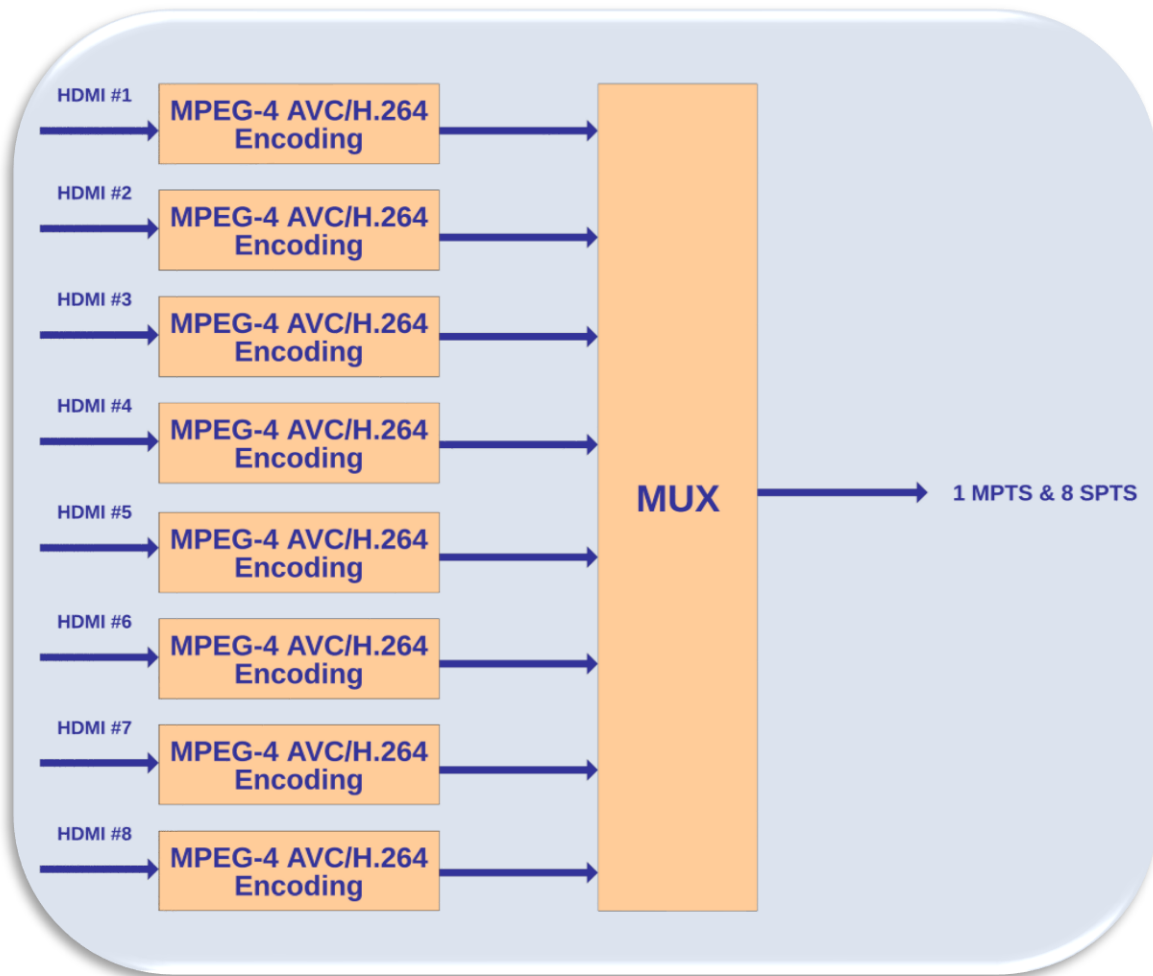 HDMI #1
MPEG-4 AVC/H.264
Encoding
HDMI #2
MPEG-4 AVC/H.264
Encoding
HDMI #3
MPEG-4 AVC/H.264
Encoding
HDMI #4
MPEG-4 AVC/H.264
Encoding
HDMI #5
MPEG-4 AVC/H.264
Encoding
HDMI #6
MPEG-4 AVC/H.264
Encoding
HDMI #7
MPEG-4 AVC/H.264
Encoding
HDMI #8
MPEG-4 AVC/H.264
Encoding
MUX
1 MPTS & 8 SPTS